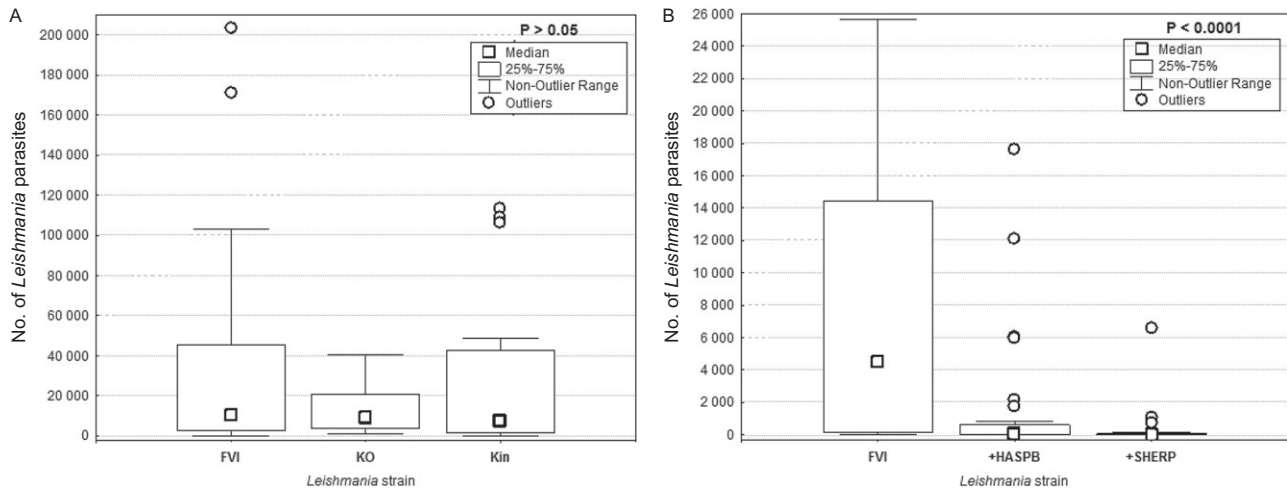 A
No. of Leishmania parasites
200 000
180 000
160 000
140 000
120 000
100 000
80 000
60 000
40 000
20 000
0
P > 0.05
Median
25%-75%
Non-Outlier Range
Outliers
FVI KO Kin
Leishmania strain
B
No. of Leishmania parasites
26 000
24 000
22 000
20 000
18 000
16 000
14 000
12 000
10 000
8 000
6 000
4 000
2 000
0
P < 0.0001
Median
25%-75%
Non-Outlier Range
Outliers
FVI +HASPB +SHERP
Leishmania strain